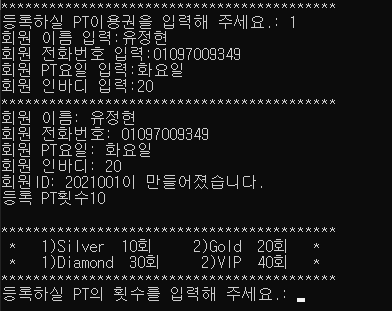 ******************************************
등록하실 PT이용권을 입력해 주세요.: 1
회원 이름 입력:유정현
회원 전화번호 입력:01097009349
회원 PT요일 입력:화요일
회원 인바디 입력:20
******************************************
회원 이름: 유정현
회원 전화번호: 01097009349
회원 PT요일: 화요일
회원 인바디: 20
회원ID: 2021001이 만들어졌습니다.
등록 PT횟수10
******************************************
* 1)Silver 10회 2)Gold 20회 *
* 1)Diamond 30회 2)VIP 40회 *
******************************************
등록하실 PT의 횟수를 입력해 주세요.: